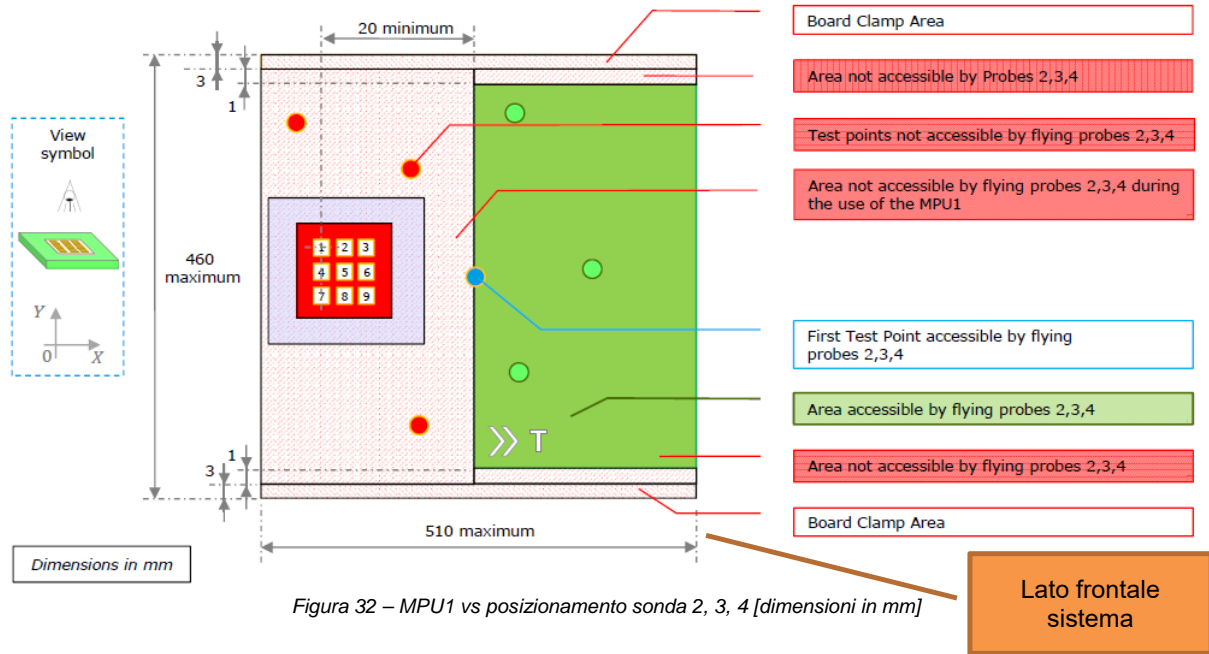 20 minimum
3
1
View
symbol
Y
0
X
460
maximum
1 2 3
4 5 6
7 8 9
T
1
3
510 maximum
Dimensions in mm
Board Clamp Area
Area not accessible by Probes 2,3,4
Test points not accessible by flying probes 2,3,4
Area not accessible by flying probes 2,3,4 during
the use of the MPU1
First Test Point accessible by flying
probes 2,3,4
Area accessible by flying probes 2,3,4
Area not accessible by flying probes 2,3,4
Board Clamp Area
Lato frontale
sistema
Figura 32 – MPU1 vs posizionamento sonda 2, 3, 4 [dimensioni in mm]